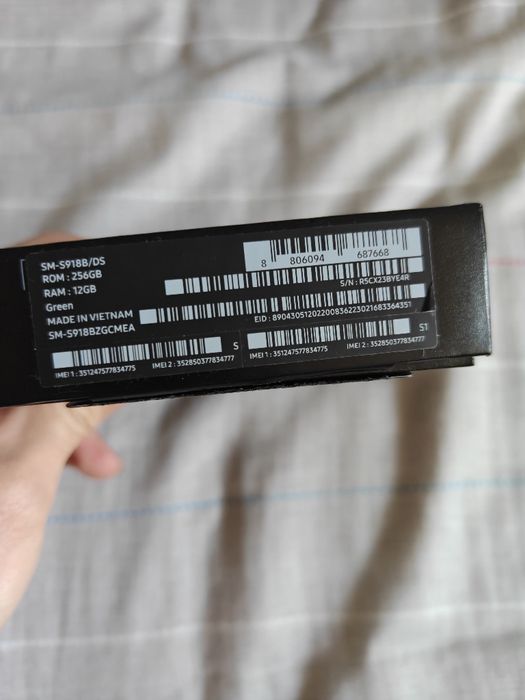 SM-S918B/DS
ROM : 256GB
RAM : 12GB
Green
MADE IN VIETNAM
SM-S918BZGCMEA
8 806094 687668
S/N : R5CX23BYE4R
EID : 89043051202200836223021683364351
S
IMEI 1 : 351247577834775 IMEI 2 : 352850377834777
S1
IMEI 1 : 351247577834775 IMEI 2 : 352850377834777